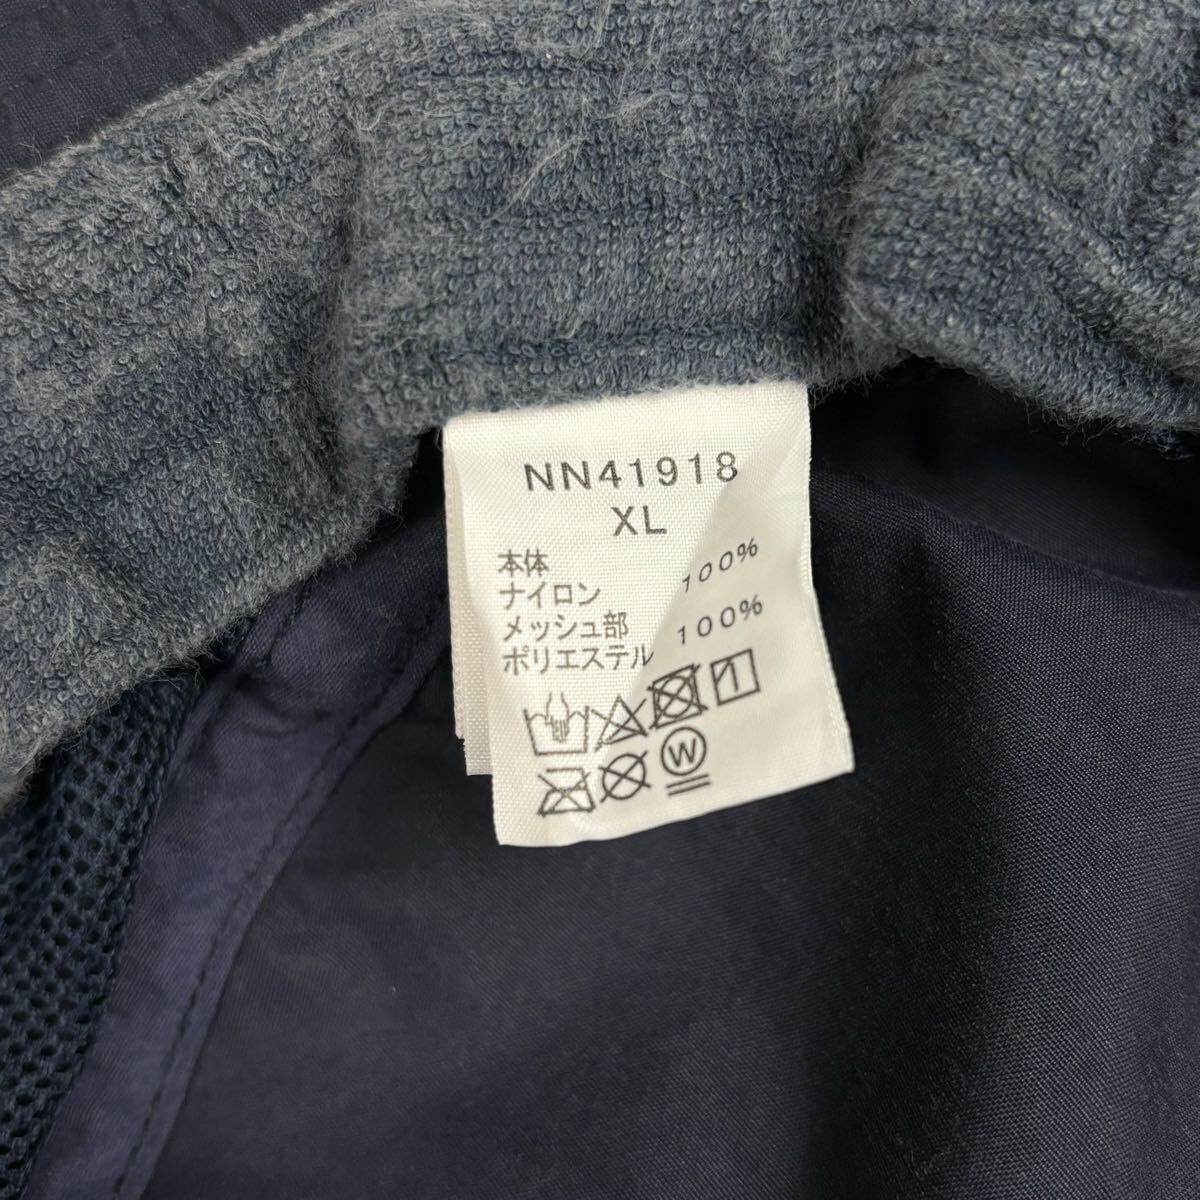 NN41918
XL
本体
ナイロン 100%
メッシュ部
ポリエステル 100%
W